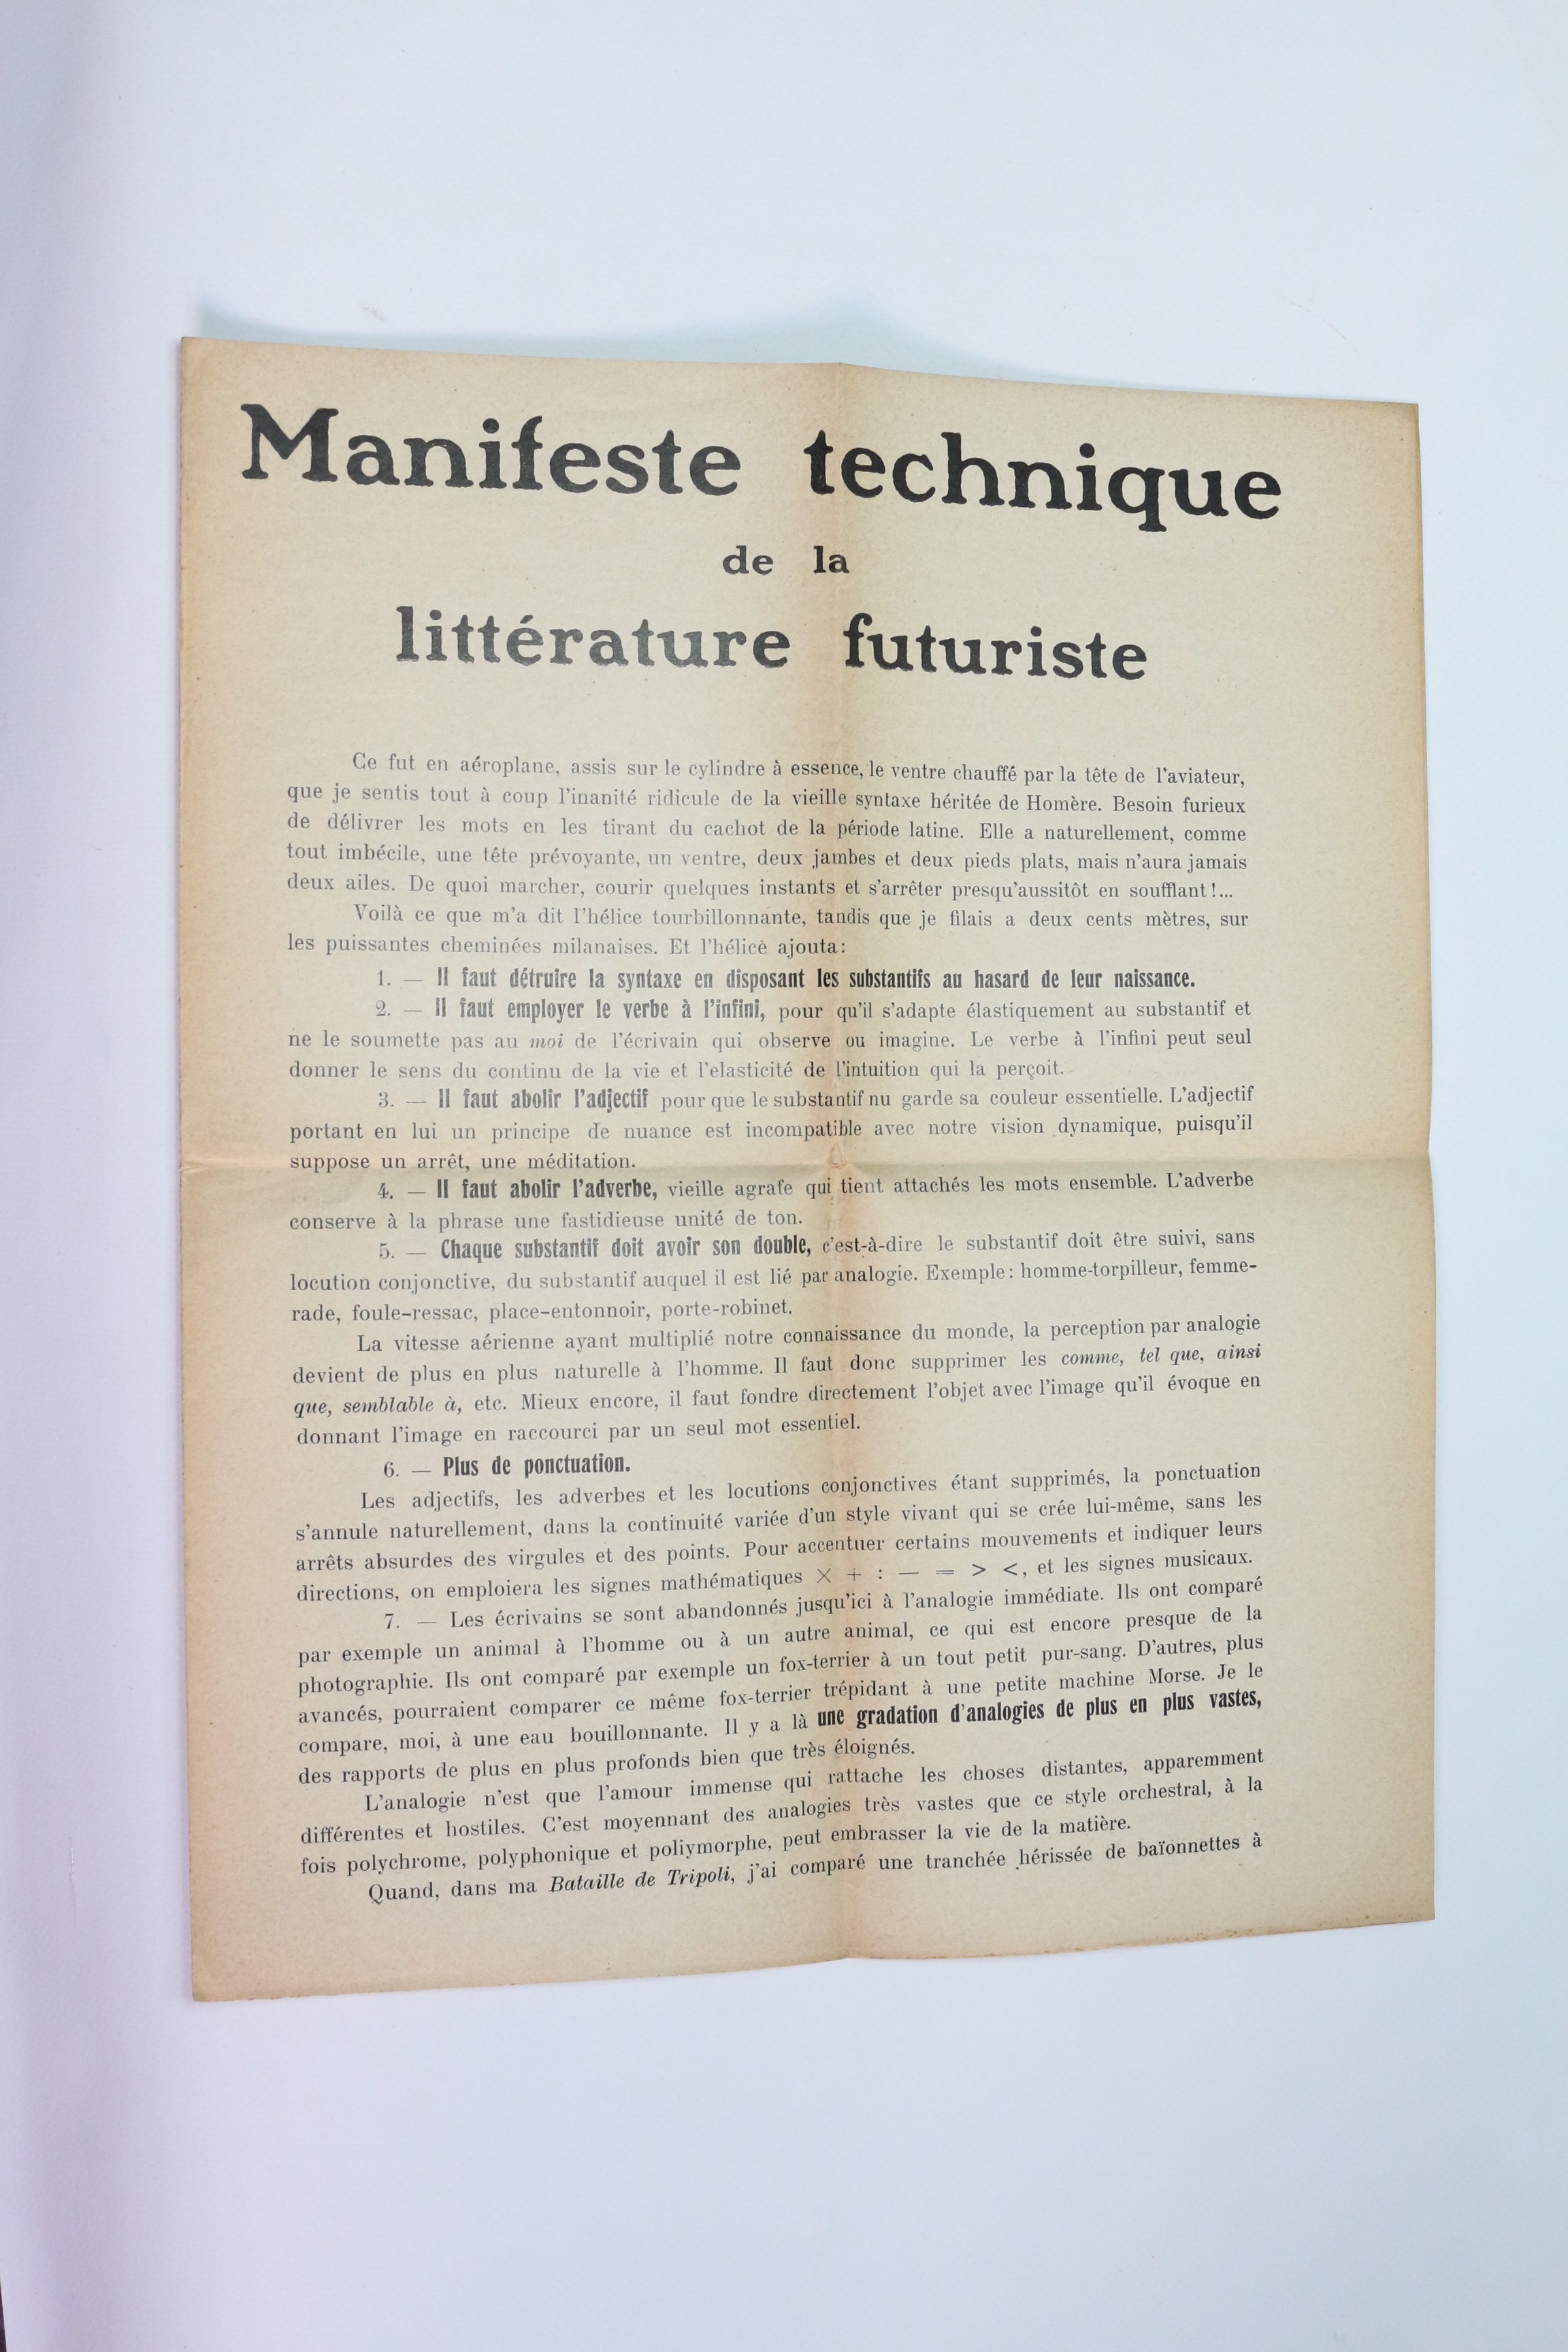 Manifeste technique
de la
littérature futuriste
Ce fut en aéroplane, assis sur le cylindre à essence, le ventre chauffé par la tête de l'aviateur,
que je sentis tout à coup l'inanité ridicule de la vieille syntaxe héritée de Homère. Besoin furieux
de délivrer les mots en les tirant du cachot de la période latine. Elle a naturellement, comme
tout imbécile, une tête prévoyante, un ventre, deux jambes et deux pieds plats, mais n'aura jamais
deux ailes. De quoi marcher, courir quelques instants et s'arrêter presqu'aussitôt en soufflant!...
Voilà ce que m'a dit l'hélice tourbillonnante, tandis que je filais a deux cents mètres, sur
les puissantes cheminées milanaises. Et l'hélice ajouta:
1. — Il faut détruire la syntaxe en disposant les substantifs au hasard de leur naissance.
2. — Il faut employer le verbe à l'infini, pour qu'il s'adapte élastiquement au substantif et
ne le soumette pas au moi de l'écrivain qui observe ou imagine. Le verbe à l'infini peut seul
donner le sens du continu de la vie et l'elasticité de l'intuition qui la perçoit.
3. — Il faut abolir l'adjectif pour que le substantif nu garde sa couleur essentielle. L'adjectif
portant en lui un principe de nuance est incompatible avec notre vision dynamique, puisqu'il
suppose un arrêt, une méditation.
4. — Il faut abolir l'adverbe, vieille agrafe qui tient attachés les mots ensemble. L'adverbe
conserve à la phrase une fastidieuse unité de ton.
5. — Chaque substantif doit avoir son double, c'est-à-dire le substantif doit être suivi, sans
locution conjonctive, du substantif auquel il est lié par analogie. Exemple: homme-torpilleur, femme-
rade, foule-ressac, place-entonnoir, porte-robinet.
La vitesse aérienne ayant multiplié notre connaissance du monde, la perception par analogie
devient de plus en plus naturelle à l'homme. Il faut donc supprimer les comme, tel que, ainsi
que, semblable à, etc. Mieux encore, il faut fondre directement l'objet avec l'image qu'il évoque en
donnant l'image en raccourci par un seul mot essentiel.
6. — Plus de ponctuation.
Les adjectifs, les adverbes et les locutions conjonctives étant supprimés, la ponctuation
s'annule naturellement, dans la continuité variée d'un style vivant qui se crée lui-même, sans les
arrêts absurdes des virgules et des points. Pour accentuer certains mouvements et indiquer leurs
directions, on emploiera les signes mathématiques × + : — = > <, et les signes musicaux.
7. — Les écrivains se sont abandonnés jusqu'ici à l'analogie immédiate. Ils ont comparé
par exemple un animal à l'homme ou à un autre animal, ce qui est encore presque de la
photographie. Ils ont comparé par exemple un fox-terrier à un tout petit pur-sang. D'autres, plus
avancés, pourraient comparer ce même fox-terrier trépidant à une petite machine Morse. Je le
compare, moi, à une eau bouillonnante. Il y a là une gradation d'analogies de plus en plus vastes,
des rapports de plus en plus profonds bien que très éloignés.
L'analogie n'est que l'amour immense qui rattache les choses distantes, apparemment
différentes et hostiles. C'est moyennant des analogies très vastes que ce style orchestral, à la
fois polychrome, polyphonique et poliymorphe, peut embrasser la vie de la matière.
Quand, dans ma Bataille de Tripoli, j'ai comparé une tranchée hérissée de baïonnettes à